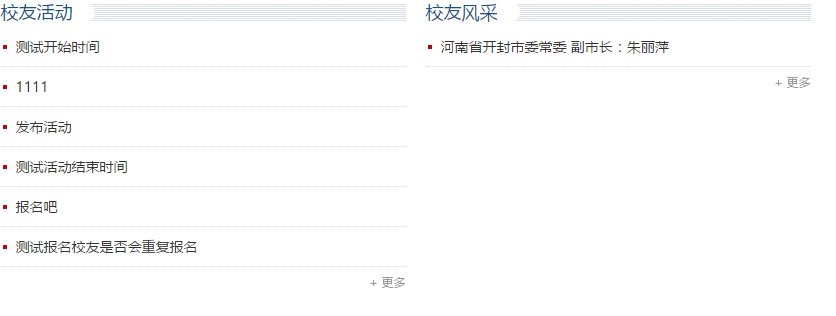 校友活动
测试开始时间
1111
发布活动
测试活动结束时间
报名吧
测试报名校友是否会重复报名
+ 更多
校友风采
河南省开封市委常委 副市长：朱丽萍
+ 更多